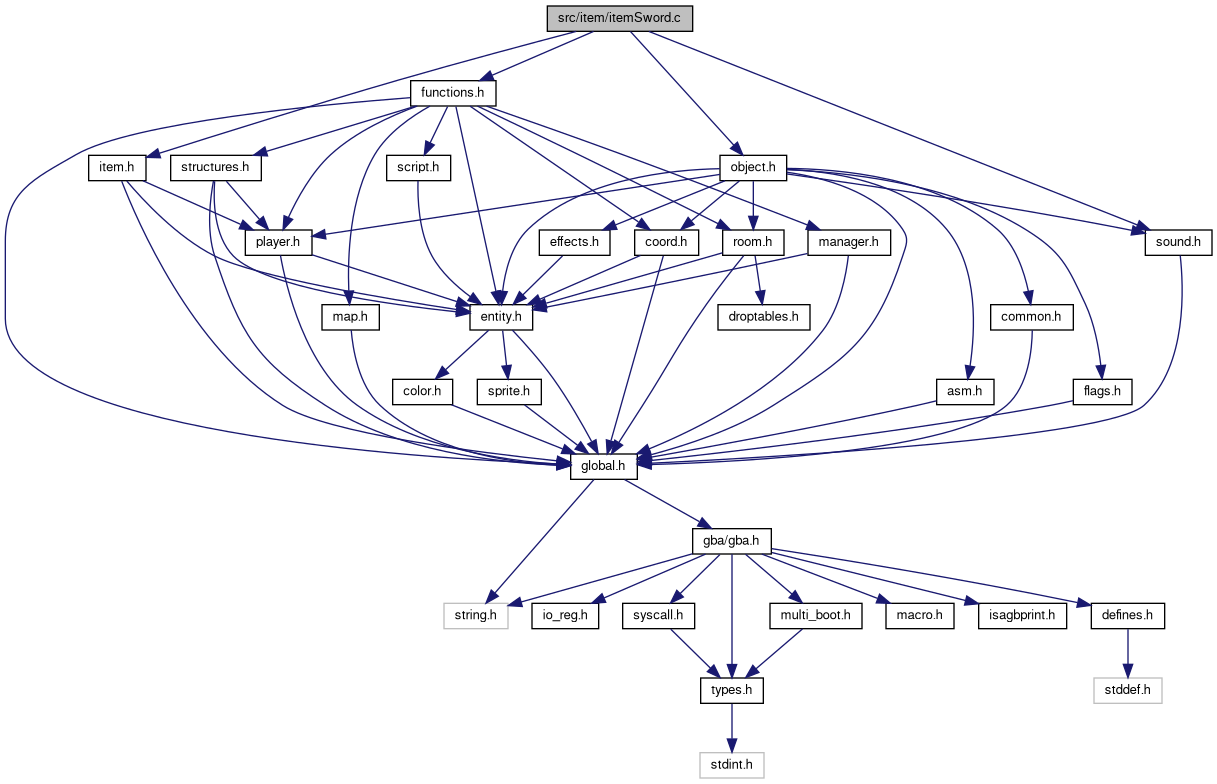 src/item/itemSword.c
functions.h
item.h
structures.h
script.h
object.h
player.h
effects.h
coord.h
room.h
manager.h
sound.h
map.h
entity.h
droptables.h
common.h
color.h
sprite.h
asm.h
flags.h
global.h
gba/gba.h
string.h
io_reg.h
syscall.h
multi_boot.h
macro.h
isagbprint.h
defines.h
types.h
stddef.h
stdint.h